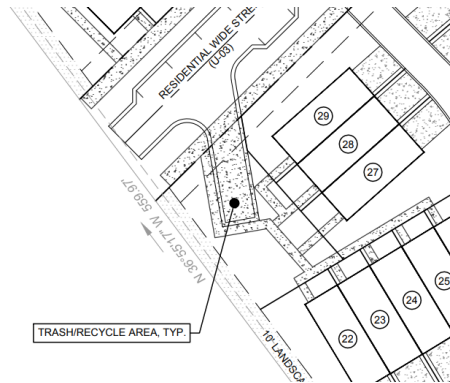 RESIDENTIAL WIDE STRE
(U-03)
29
28
27
N 36°55'17" W 559.97'
25
24
23
22
TRASH/RECYCLE AREA, TYP.
10' LANDSCA